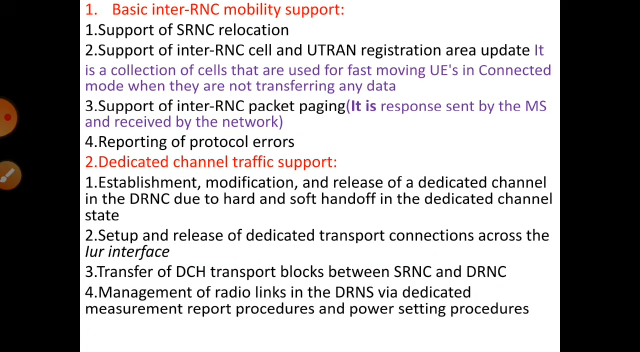 1. Basic inter-RNC mobility support:
1.Support of SRNC relocation
2.Support of inter-RNC cell and UTRAN registration area update It
is a collection of cells that are used for fast moving UE's in Connected
mode when they are not transferring any data
3.Support of inter-RNC packet paging(It is response sent by the MS
and received by the network)
4.Reporting of protocol errors
2.Dedicated channel traffic support:
1.Establishment, modification, and release of a dedicated channel
in the DRNC due to hard and soft handoff in the dedicated channel
state
2.Setup and release of dedicated transport connections across the
Iur interface
3.Transfer of DCH transport blocks between SRNC and DRNC
4.Management of radio links in the DRNS via dedicated
measurement report procedures and power setting procedures